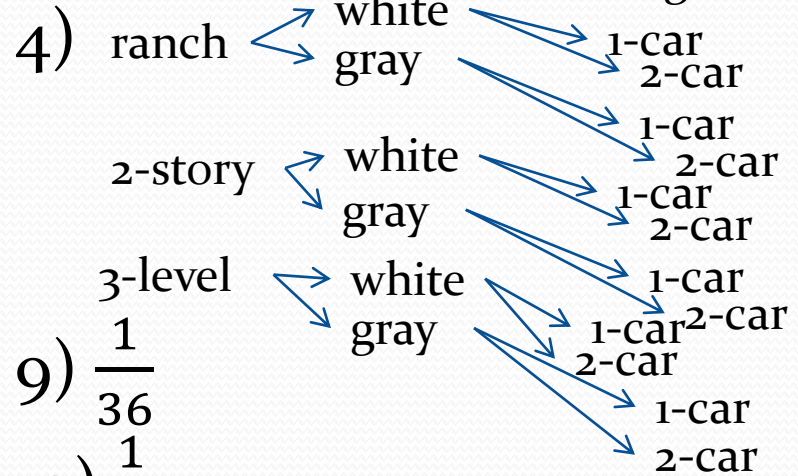 white
4) ranch
gray
1-car
2-car
1-car
2-car
2-story
white
gray
1-car
2-car
1-car
2-car
3-level
white
gray
1-car
2-car
1-car
2-car
9) 1
36
1